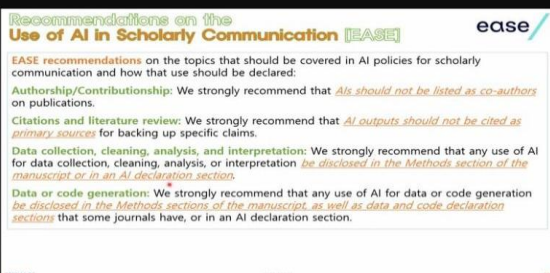 Recommendations on the
Use of AI in Scholarly Communication [EASE]
ease
EASE recommendations on the topics that should be covered in AI policies for scholarly
communication and how that use should be declared:
Authorship/Contributionship: We strongly recommend that AIs should not be listed as co-authors
on publications.
Citations and literature review: We strongly recommend that AI outputs should not be cited as
primary sources for backing up specific claims.
Data collection, cleaning, analysis, and interpretation: We strongly recommend that any use of AI
for data collection, cleaning, analysis, or interpretation be disclosed in the Methods section of the
manuscript or in an AI declaration section.
Data or code generation: We strongly recommend that any use of AI for data or code generation
be disclosed in the Methods sections of the manuscript, as well as data and code declaration
sections that some journals have, or in an AI declaration section.